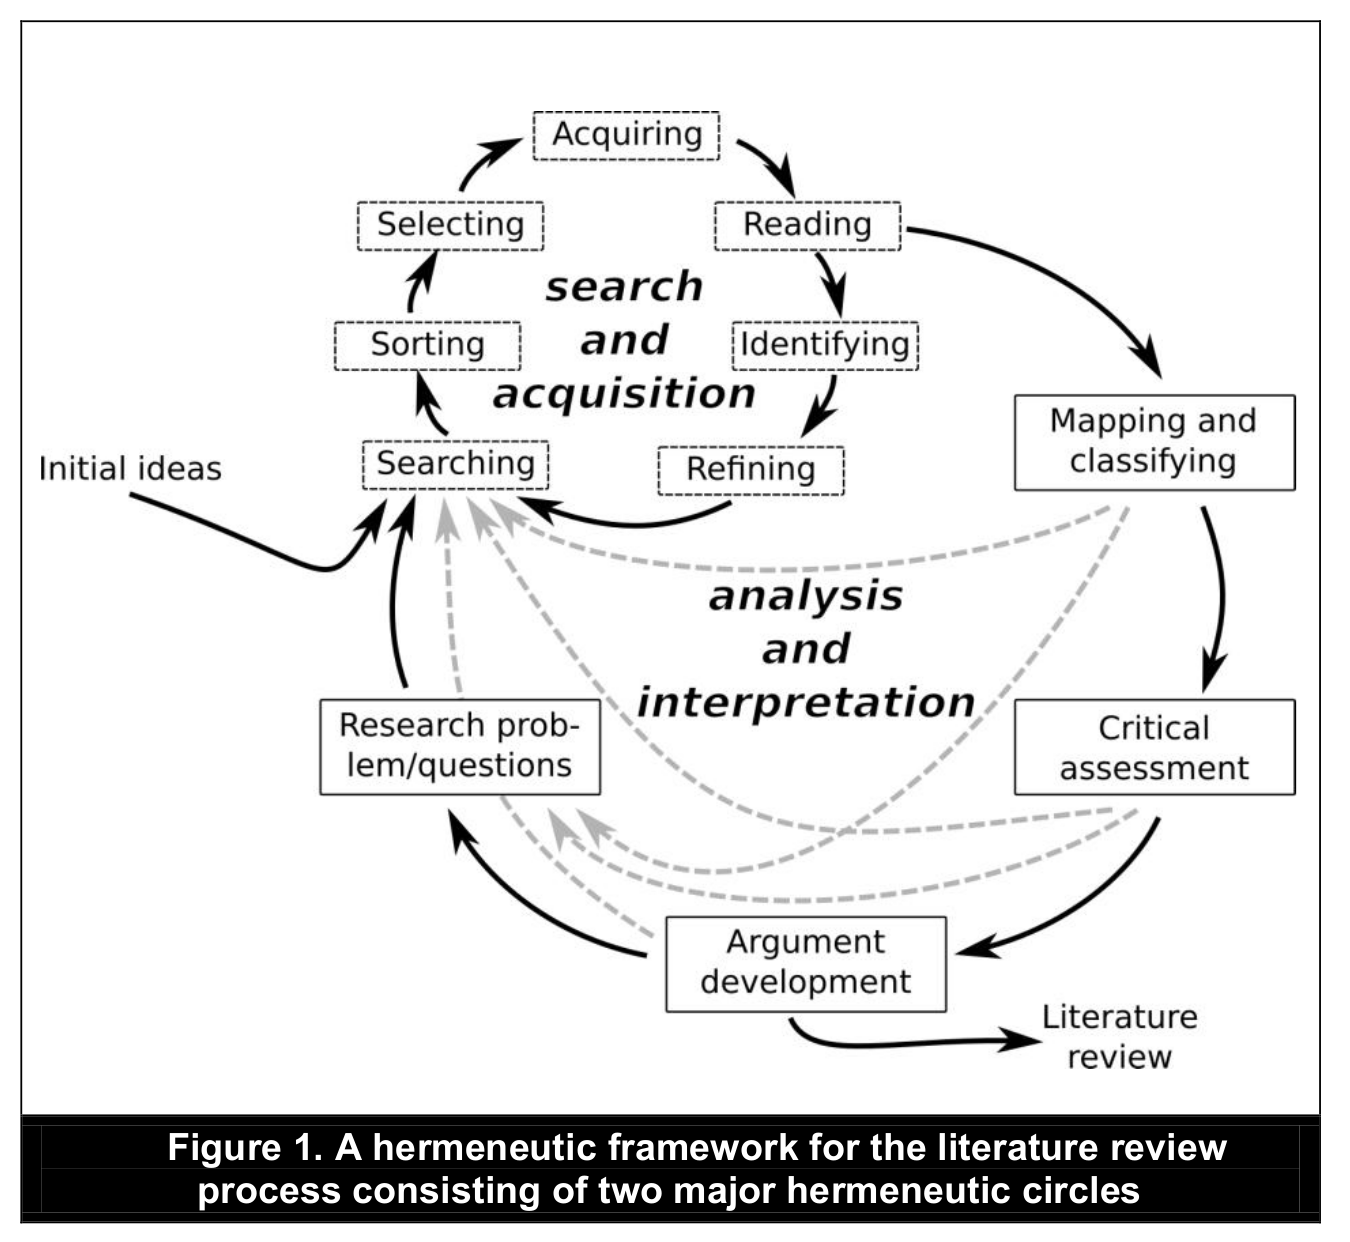 Acquiring
Selecting
Reading
search
and
acquisition
Sorting
Identifying
Mapping and
classifying
Initial ideas
Searching
Refining
analysis
and
interpretation
Research prob-
lem/questions
Critical
assessment
Argument
development
Literature
review
Figure 1. A hermeneutic framework for the literature review
process consisting of two major hermeneutic circles